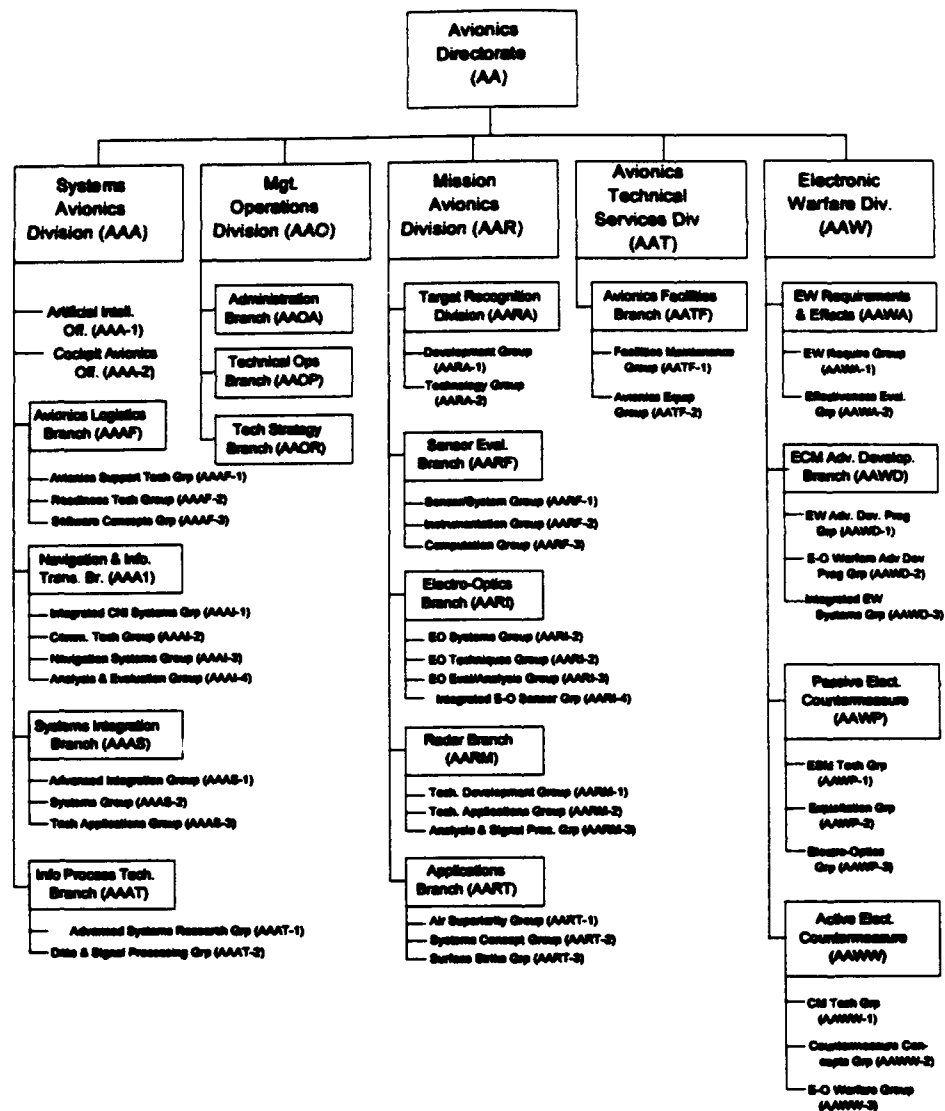 Avionics
Directorate
(AA)
Systems
Avionics
Division (AAA)
Artificial Intell.
Off. (AAA-1)
Cockpit Avionics
Off. (AAA-2)
Avionics Logistics
Branch (AAAF)
Avionics Support Tech Grp (AAAF-1)
Readiness Tech Group (AAAF-2)
Software Concepts Grp (AAAF-3)
Navigation & Info.
Trans. Br. (AAA1)
Integrated CNI Systems Grp (AAAI-1)
Comm. Tech Group (AAAI-2)
Navigation Systems Group (AAAI-3)
Analysis & Evaluation Group (AAAI-4)
Systems Integration
Branch (AAAS)
Advanced Integration Group (AAAS-1)
Systems Group (AAAS-2)
Tech Applications Group (AAAS-3)
Info Process Tech.
Branch (AAAT)
Advanced Systems Research Grp (AAAT-1)
Data & Signal Processing Grp (AAAT-2)
Mgt.
Operations
Division (AAO)
Administration
Branch (AAOA)
Technical Ops
Branch (AAOP)
Tech Strategy
Branch (AAOR)
Mission
Avionics
Division (AAR)
Target Recognition
Division (AARA)
Development Group
(AARA-1)
Technology Group
(AARA-2)
Sensor Eval.
Branch (AARF)
Sensor/System Group (AARF-1)
Instrumentation Group (AARF-2)
Computation Group (AARF-3)
Electro-Optics
Branch (AARI)
EO Systems Group (AARI-2)
EO Techniques Group (AARI-2)
EO Eval/Analysis Group (AARI-3)
Integrated E-O Sensor Grp (AARI-4)
Radar Branch
(AARM)
Tech. Development Group (AARM-1)
Tech. Applications Group (AARM-2)
Analysis & Signal Proc. Grp (AARM-3)
Applications
Branch (AART)
Air Superiority Group (AART-1)
Systems Concept Group (AART-2)
Surface Strike Grp (AART-3)
Avionics
Technical
Services Div
(AAT)
Avionics Facilities
Branch (AATF)
Facilities Maintenance
Group (AATF-1)
Avionics Equip
Group (AATF-2)
Electronic
Warfare Div.
(AAW)
EW Requirements
& Effects (AAWA)
EW Require Group
(AAWA-1)
Effectiveness Eval.
Grp (AAWA-2)
ECM Adv. Develop.
Branch (AAWD)
EW Adv. Dev. Prog
Grp (AAWD-1)
E-O Warfare Adv Dev
Prog Grp (AAWD-2)
Integrated EW
Systems Grp (AAWD-3)
Passive Elect.
Countermeasure
(AAWP)
ESM Tech Grp
(AAWP-1)
Exploitation Grp
(AAWP-2)
Electro-Optics
Grp (AAWP-3)
Active Elect.
Countermeasure
(AAWW)
CM Tech Grp
(AAWW-1)
Countermeasure Con-
cepts Grp (AAWW-2)
E-O Warfare Group
(AAWW-3)